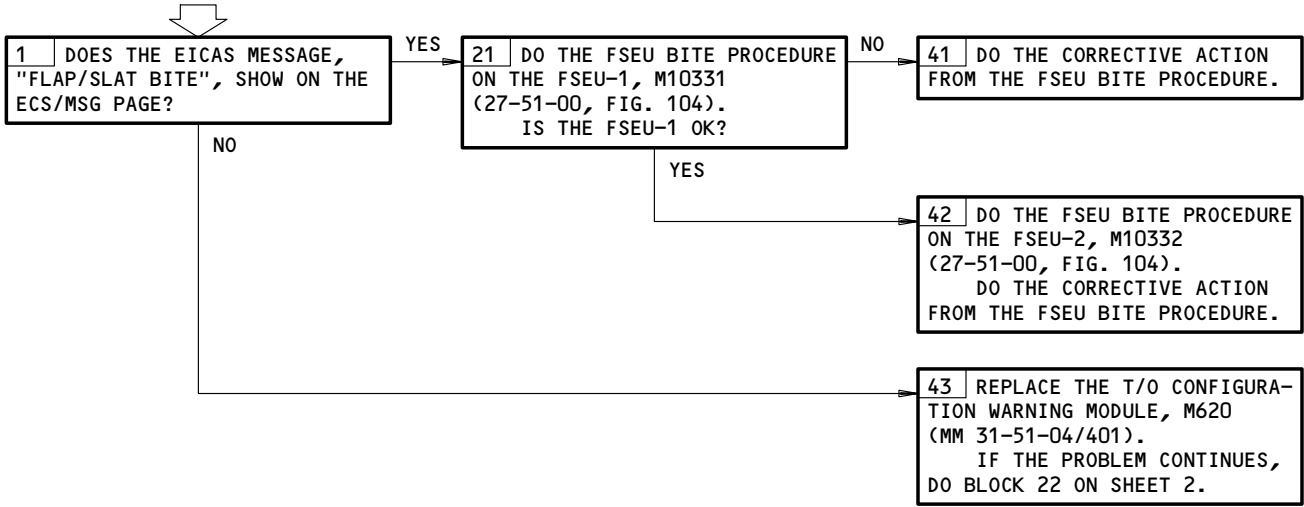 1 DOES THE EICAS MESSAGE,
"FLAP/SLAT BITE", SHOW ON THE
ECS/MSG PAGE?
YES
21 DO THE FSEU BITE PROCEDURE
ON THE FSEU-1, M10331
(27-51-00, FIG. 104).
IS THE FSEU-1 OK?
NO
41 DO THE CORRECTIVE ACTION
FROM THE FSEU BITE PROCEDURE.
NO
YES
42 DO THE FSEU BITE PROCEDURE
ON THE FSEU-2, M10332
(27-51-00, FIG. 104).
DO THE CORRECTIVE ACTION
FROM THE FSEU BITE PROCEDURE.
43 REPLACE THE T/O CONFIGURA-
TION WARNING MODULE, M620
(MM 31-51-04/401).
IF THE PROBLEM CONTINUES,
DO BLOCK 22 ON SHEET 2.